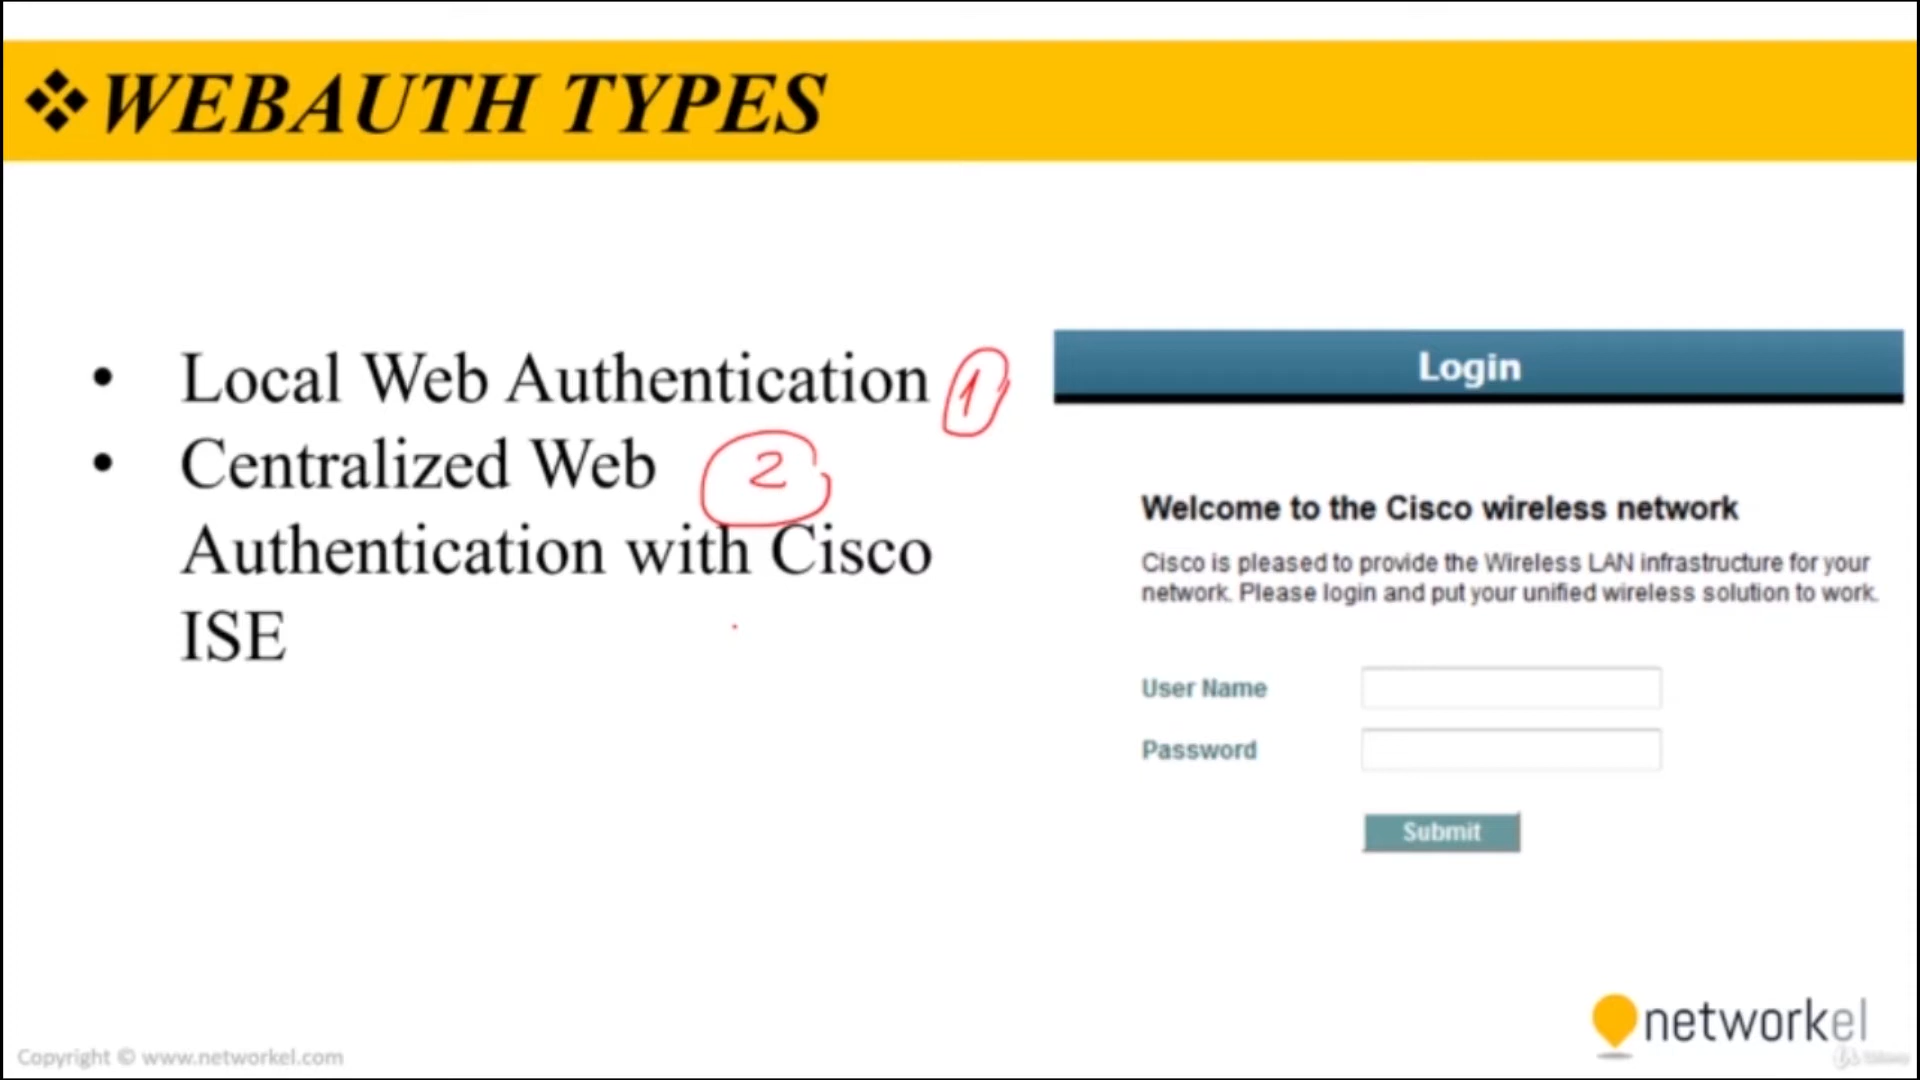 ❖WEBAUTH TYPES
• Local Web Authentication 1
• Centralized Web 2
Authentication with Cisco
ISE
Login
Welcome to the Cisco wireless network
Cisco is pleased to provide the Wireless LAN infrastructure for your
network. Please login and put your unified wireless solution to work.
User Name
Password
Submit
networkel
Copyright © www.networkel.com
Udemy